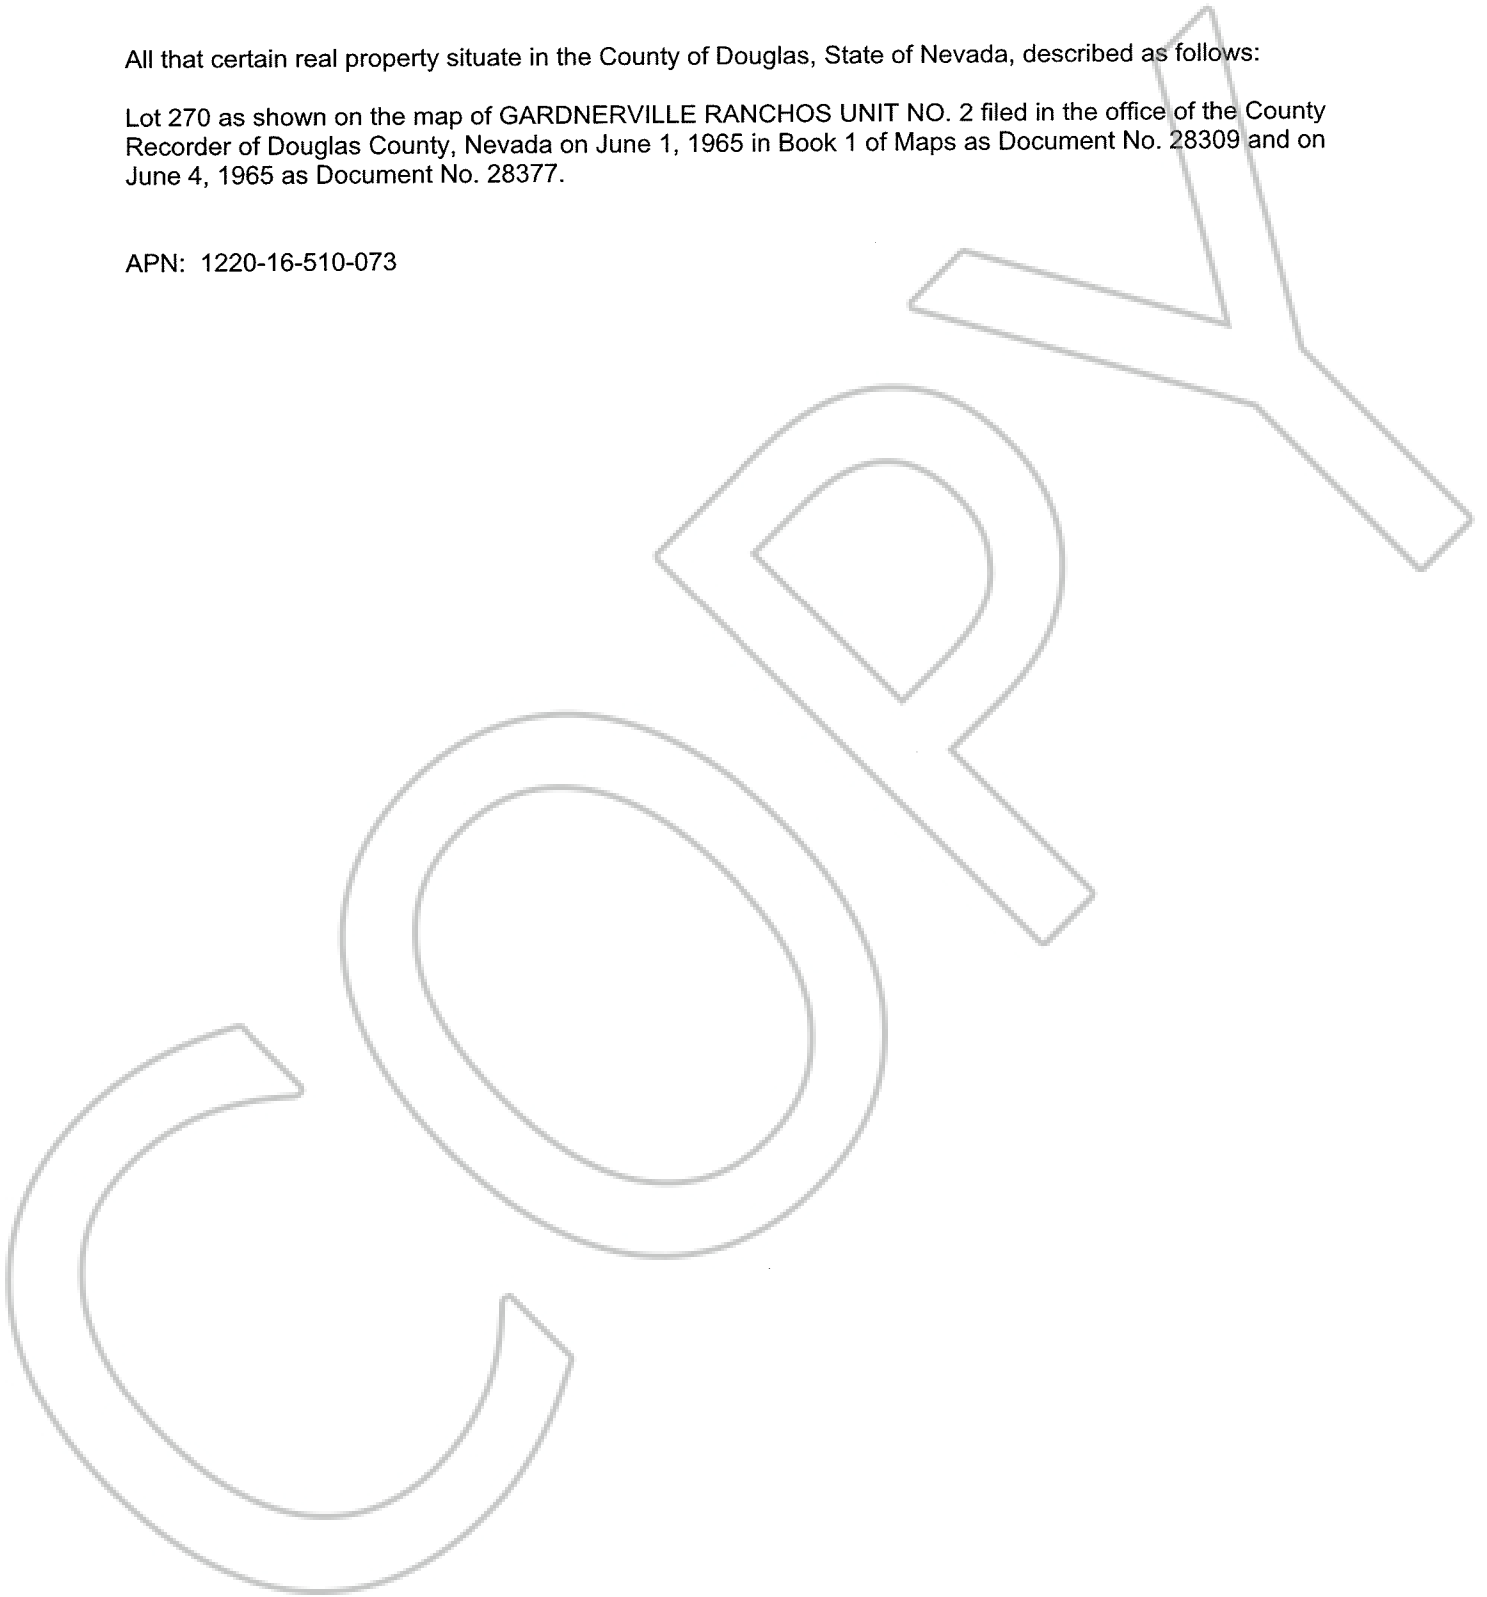 All that certain real property situate in the County of Douglas, State of Nevada, described as follows:
Lot 270 as shown on the map of GARDNERVILLE RANCHOS UNIT NO. 2 filed in the office of the County
Recorder of Douglas County, Nevada on June 1, 1965 in Book 1 of Maps as Document No. 28309 and on
June 4, 1965 as Document No. 28377.
APN: 1220-16-510-073
COPY